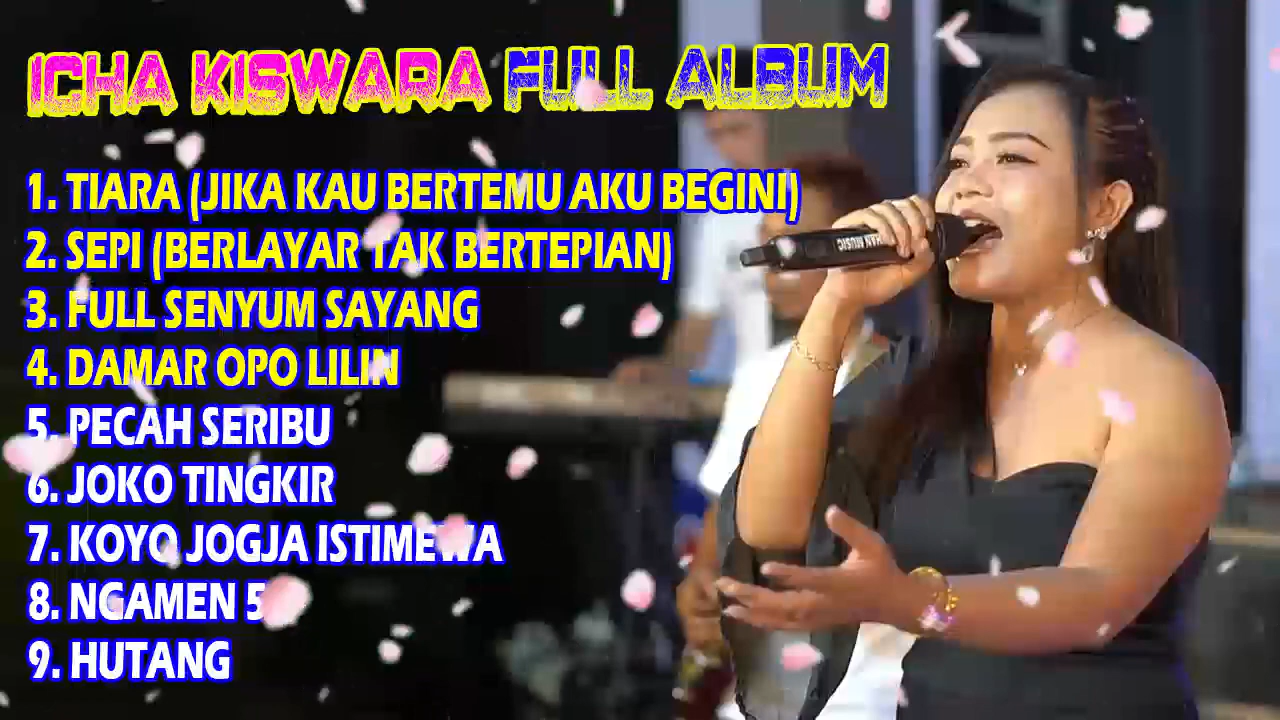 ICHA KISWARA FULL ALBUM
1. TIARA (JIKA KAU BERTEMU AKU BEGINI)
2. SEPI (BERLAYAR TAK BERTEPIAN)
3. FULL SENYUM SAYANG
4. DAMAR OPO LILIN
5. PECAH SERIBU
6. JOKO TINGKIR
7. KOYO JOGJA ISTIMEWA
8. NGAMEN 5
9. HUTANG
HAN MUSIC